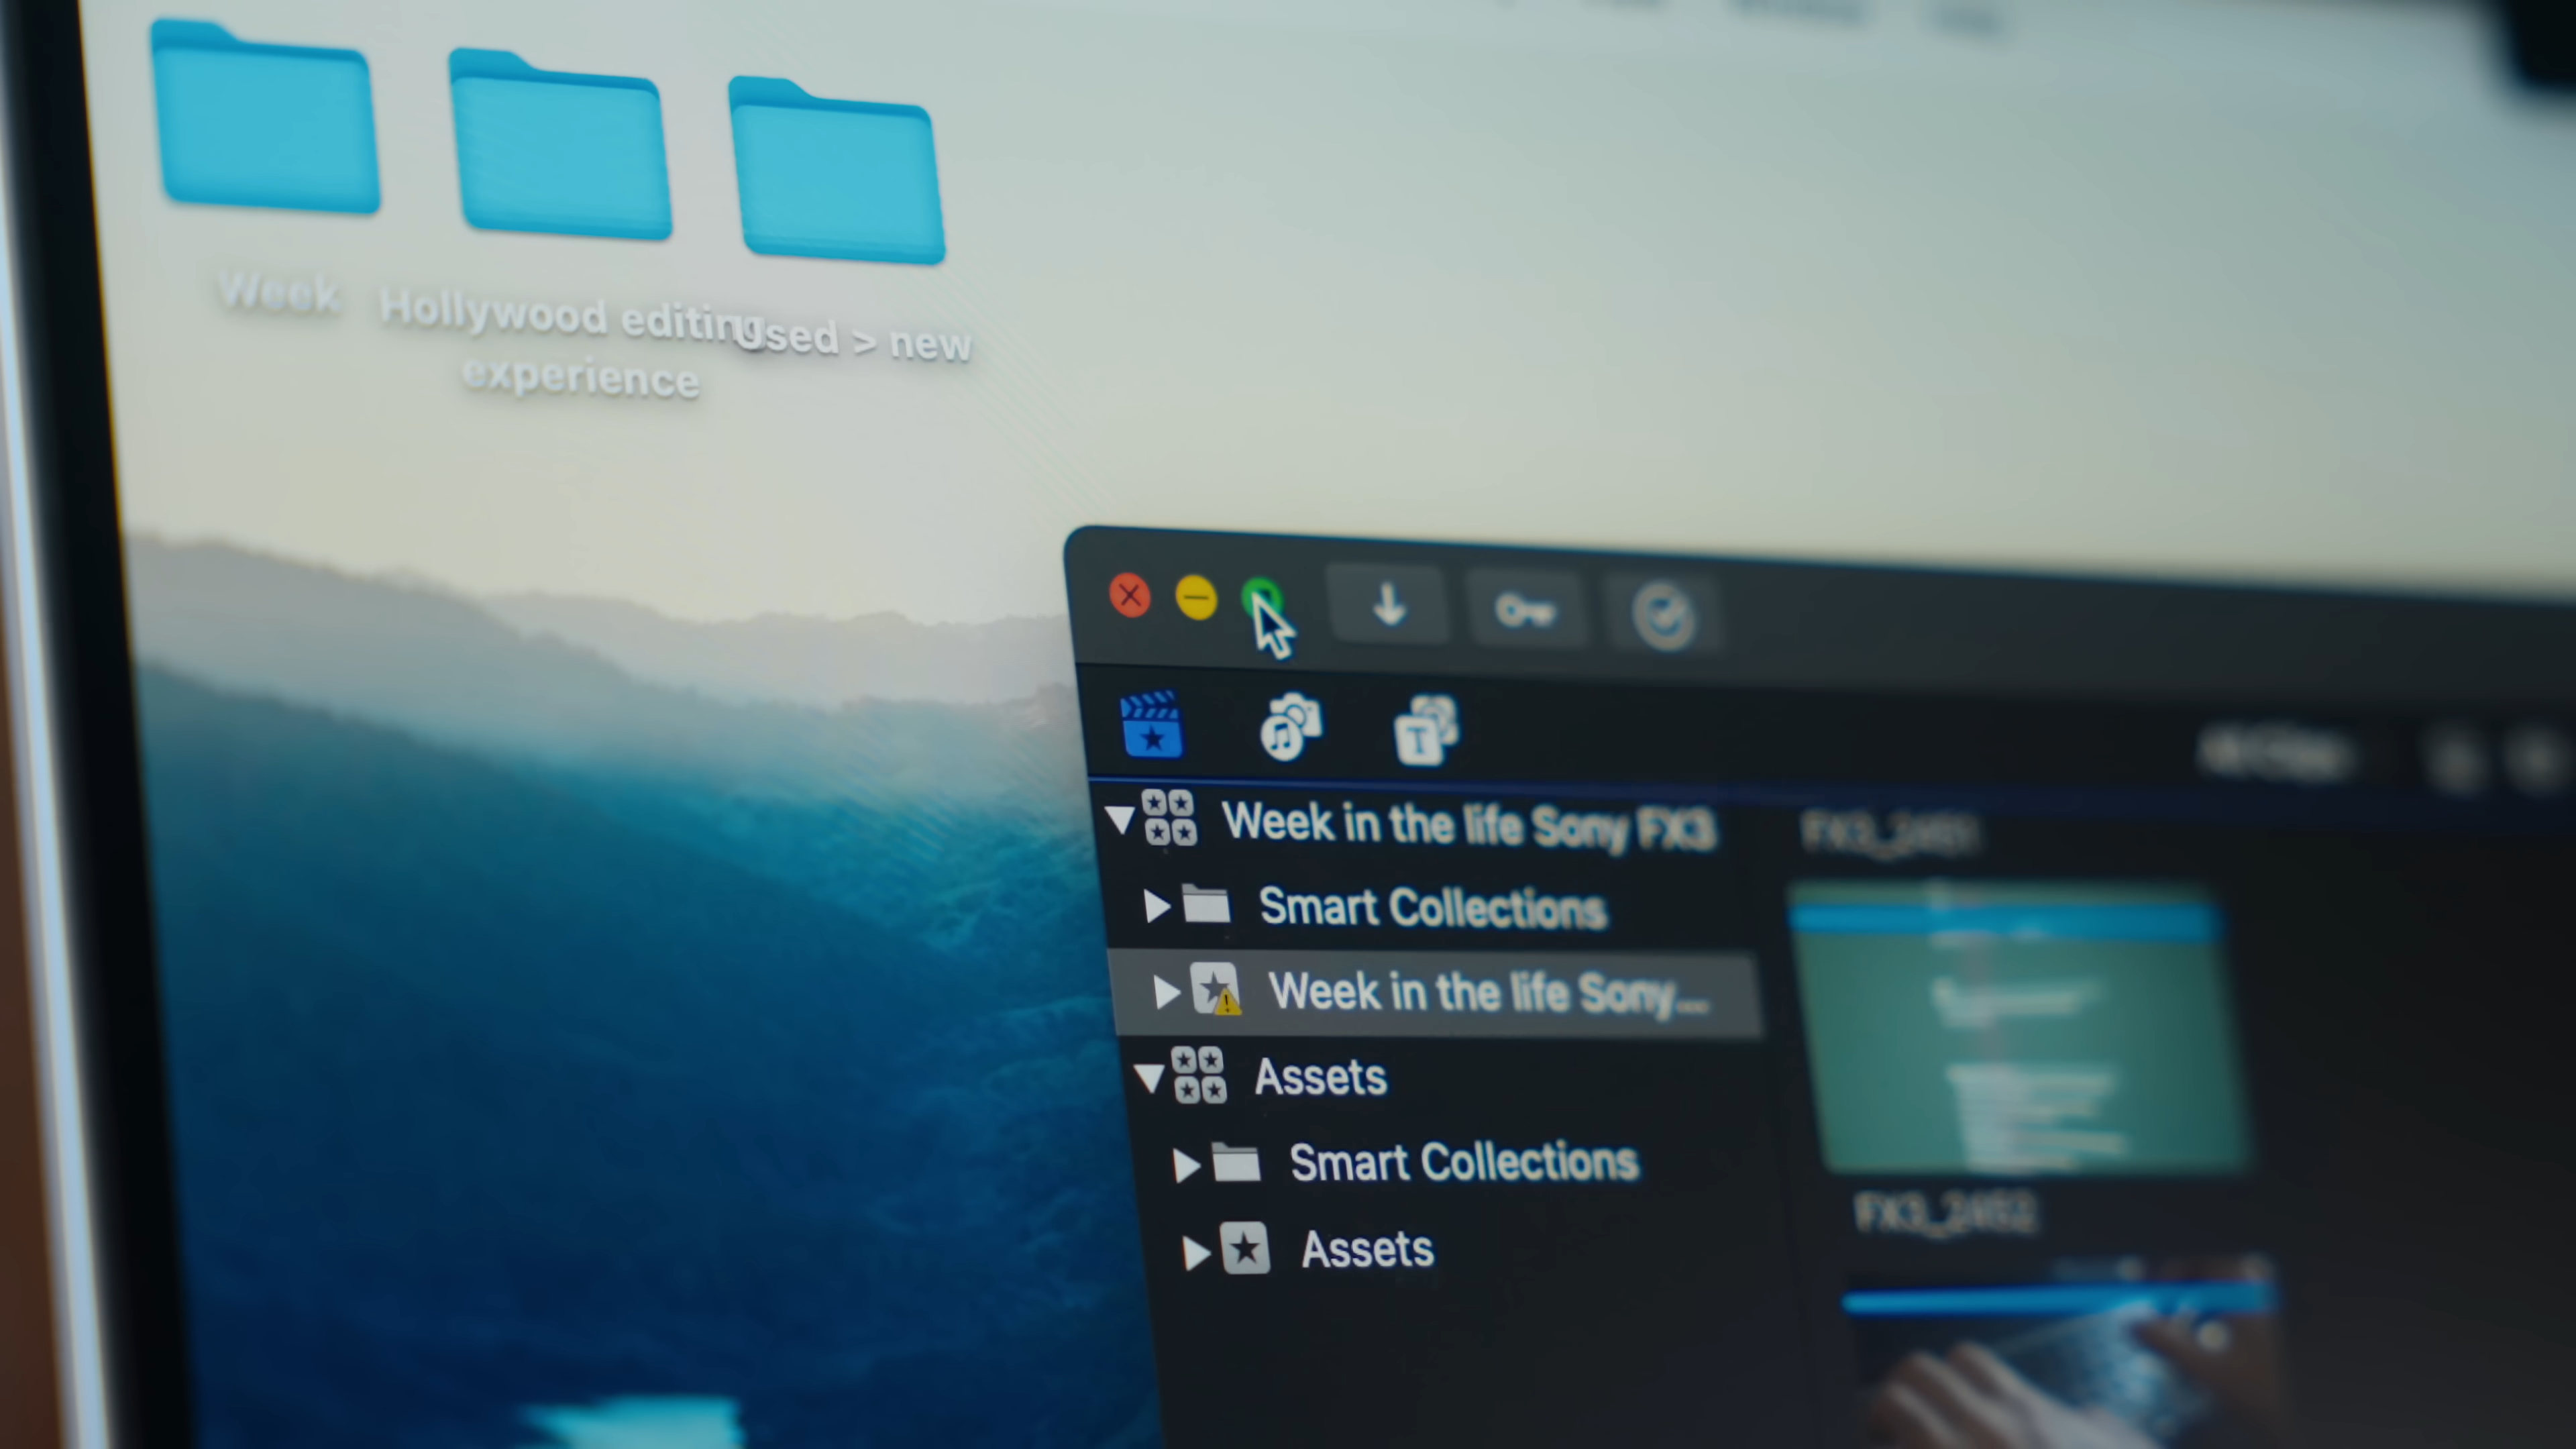 Week
Hollywood editing
experience
Used > new
Week in the life Sony FX3
Smart Collections
Week in the life Sony...
Assets
Smart Collections
Assets
T
FX3_2452